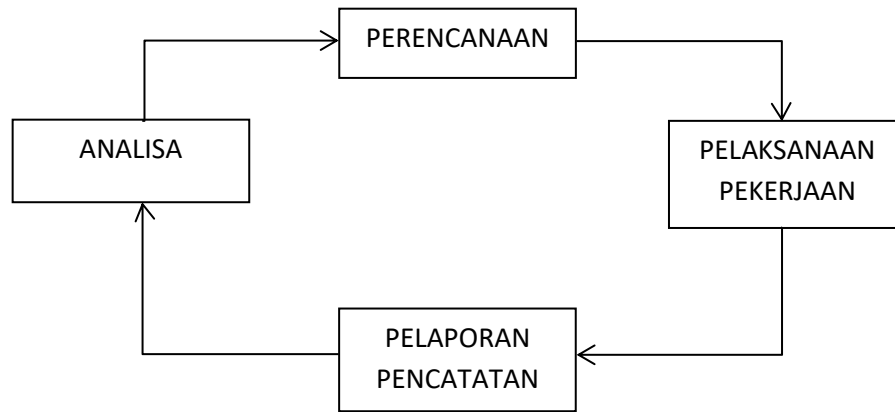 PERENCANAAN
ANALISA
PELAKSANAAN
PEKERJAAN
PELAPORAN
PENCATATAN